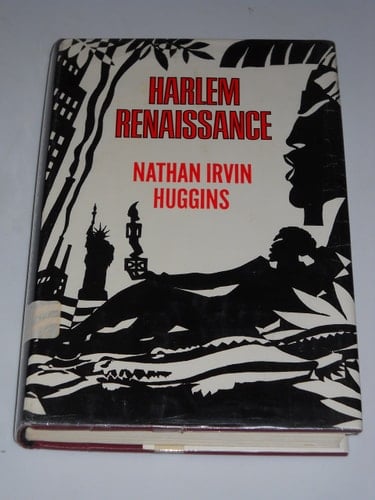 HARLEM
RENAISSANCE
NATHAN IRVIN
HUGGINS